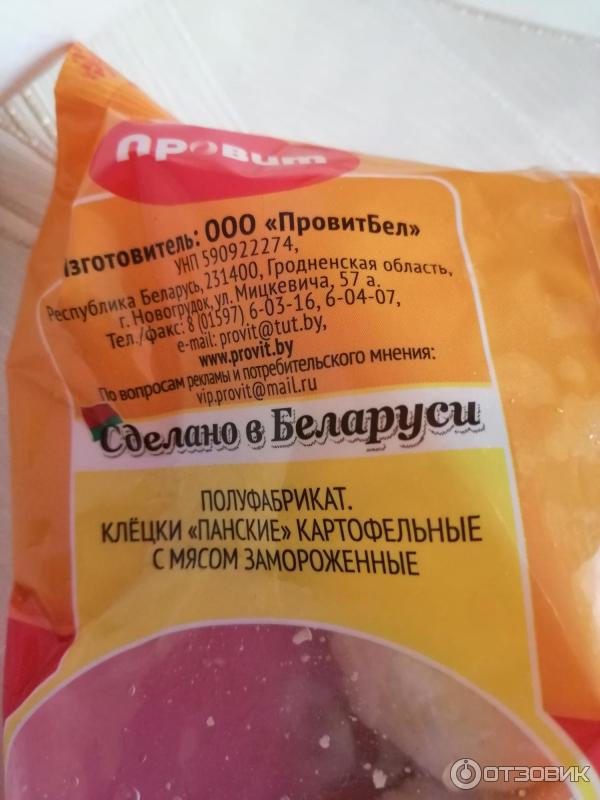 Провит
Изготовитель: ООО «ПровитБел»
УНП 590922274,
Республика Беларусь, 231400, Гродненская область,
г. Новогрудок, ул. Мицкевича, 57 а.
Тел./факс: 8 (01597) 6-03-16, 6-04-07,
e-mail: provit@tut.by,
www.provit.by
По вопросам рекламы и потребительского мнения:
vip.provit@mail.ru
Сделано в Беларуси
ПОЛУФАБРИКАТ.
КЛЁЦКИ «ПАНСКИЕ» КАРТОФЕЛЬНЫЕ
С МЯСОМ ЗАМОРОЖЕННЫЕ
ОТЗОВИК